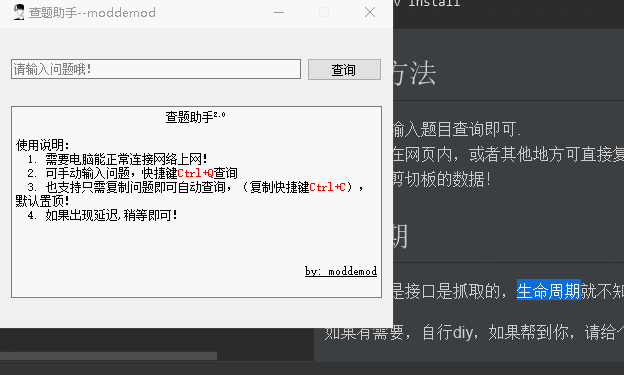 查题助手--moddemod
请输入问题哦!
查询
查题助手2.0
使用说明:
1. 需要电脑能正常连接网络上网!
2. 可手动输入问题，快捷键Ctrl+Q查询
3. 也支持只需复制问题即可自动查询，（复制快捷键Ctrl+C），
默认置顶!
4. 如果出现延迟,稍等即可!
by: moddemod
install
方法
输入题目查询即可.
在网页内，或者其他地方可直接复
剪切板的数据!
期
是接口是抓取的，生命周期就不知
如果有需要，自行diy，如果帮到你，请给个